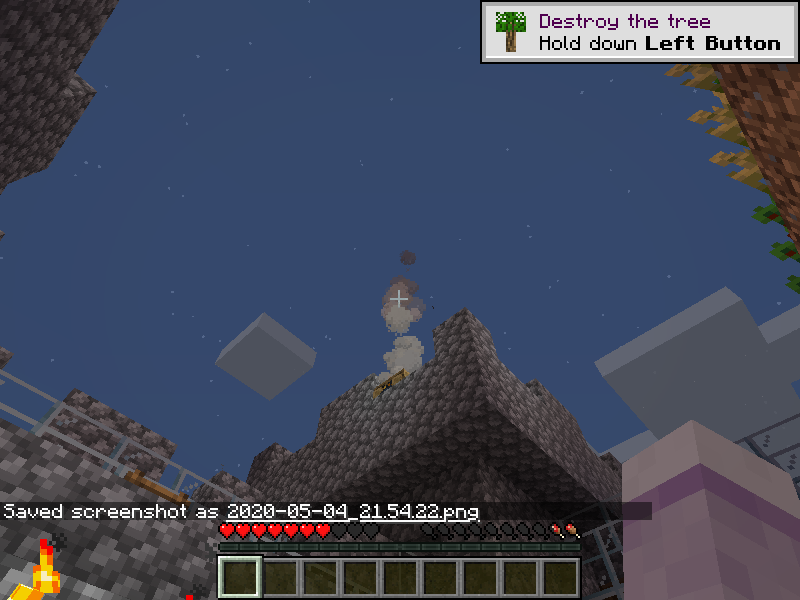 Destroy the tree
Hold down Left Button
Saved screenshot as 2020-05-04_21.54.22.png